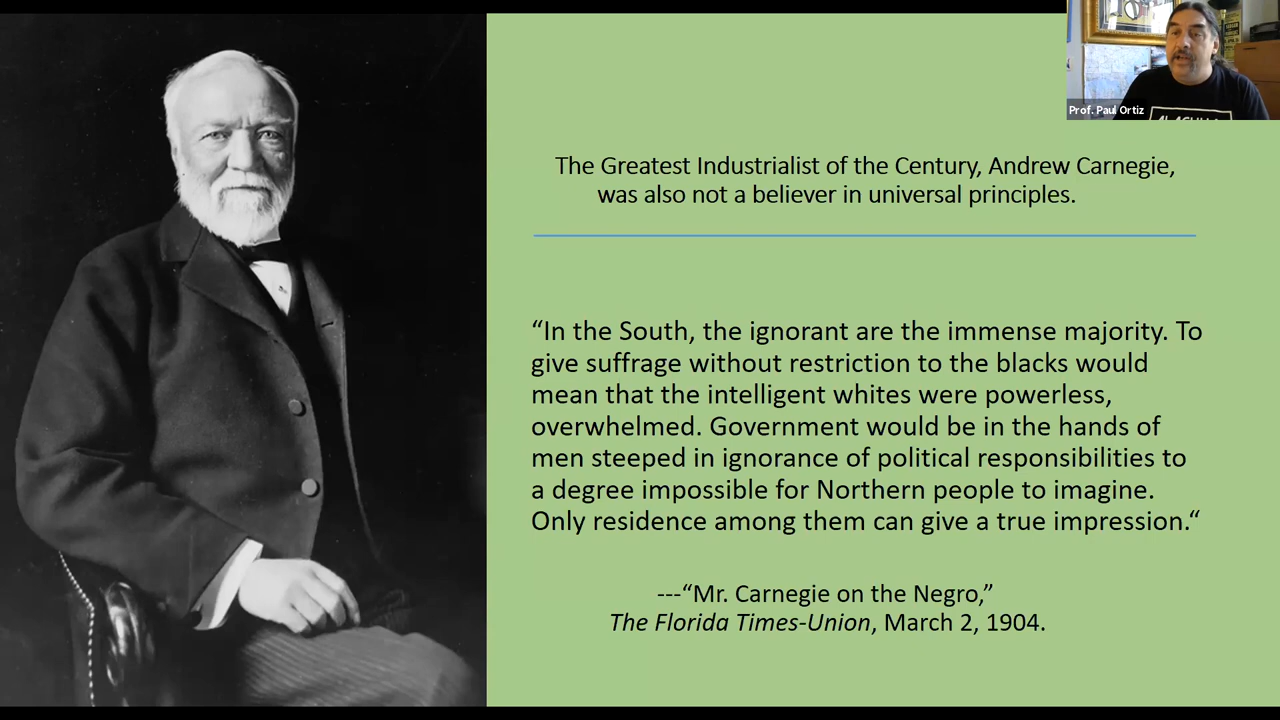 Prof. Paul Ortiz
The Greatest Industrialist of the Century, Andrew Carnegie,
was also not a believer in universal principles.
“In the South, the ignorant are the immense majority. To
give suffrage without restriction to the blacks would
mean that the intelligent whites were powerless,
overwhelmed. Government would be in the hands of
men steeped in ignorance of political responsibilities to
a degree impossible for Northern people to imagine.
Only residence among them can give a true impression.“
---“Mr. Carnegie on the Negro,”
The Florida Times-Union, March 2, 1904.